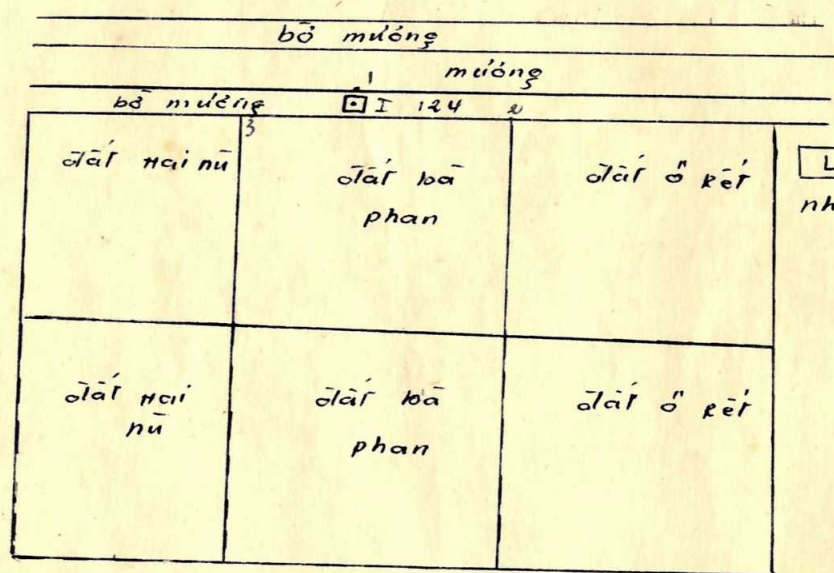 bờ mương
mương
1
bờ mương
I 124
2
3
đất Hai nữ
đất bà
phan
đất ô kết
L
nh
đất Hai
nữ
đất bà
phan
đất ô kết